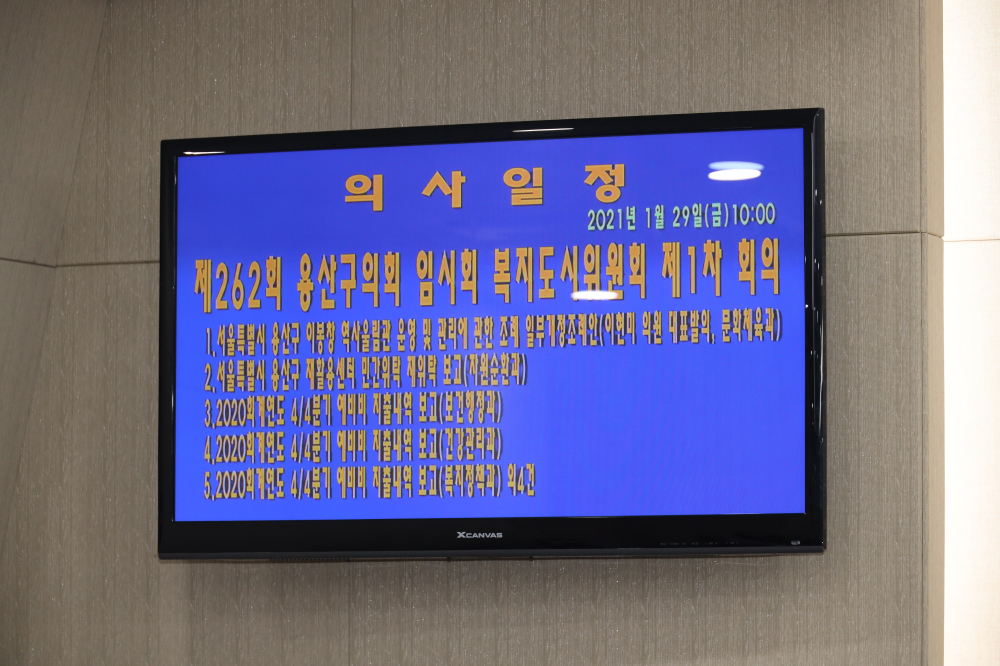 의 사 일 정
2021년 1월 29일(금)10:00
제262회 용산구의회 임시회 복지도시위원회 제1차 회의
1.서울특별시 용산구 이봉창 역사울림관 운영 및 관리에 관한 조례 일부개정조례안(이현미 의원 대표발의, 문화체육과)
2.서울특별시 용산구 재활용센터 민간위탁 재위탁 보고(자원순환과)
3.2020회계연도 4/4분기 예비비 지출내역 보고(보건행정과)
4.2020회계연도 4/4분기 예비비 지출내역 보고(건강관리과)
5.2020회계연도 4/4분기 예비비 지출내역 보고(복지정책과) 외4건
XCANVAS